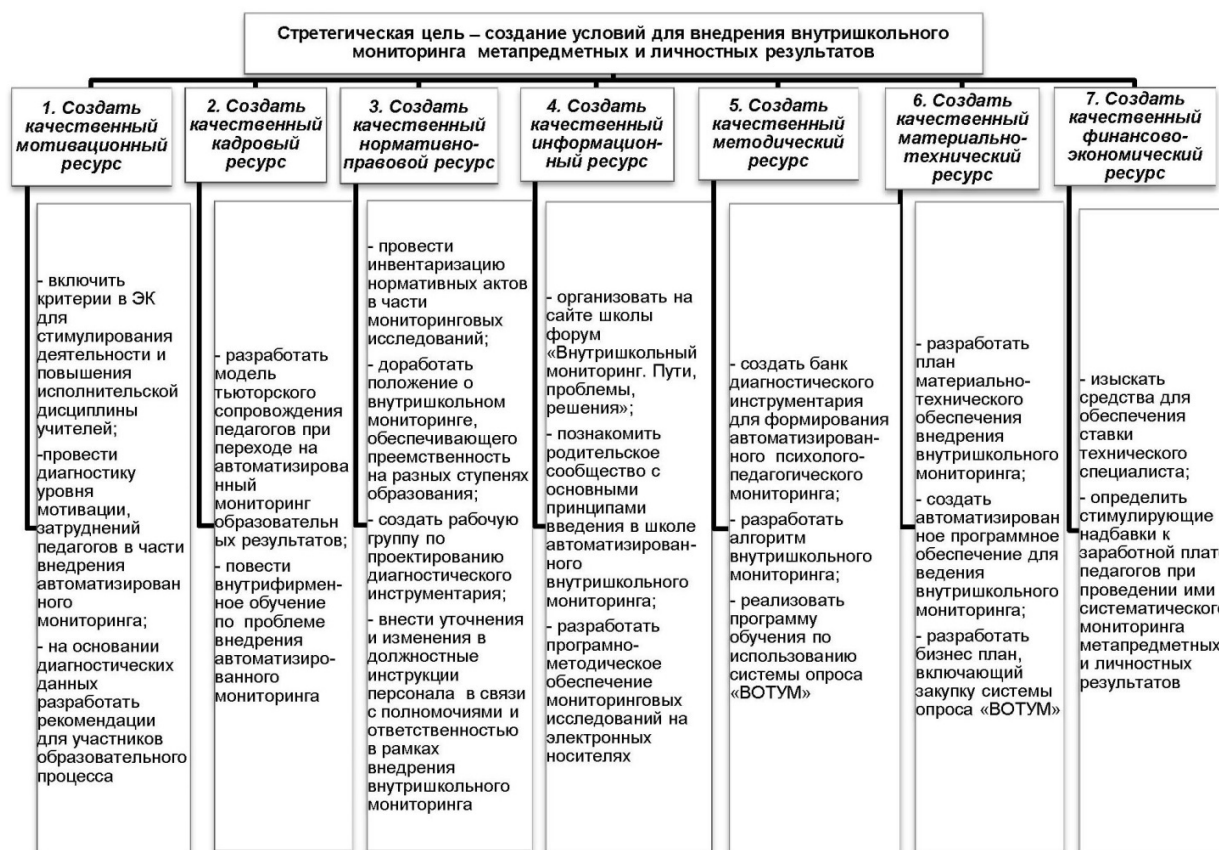 Стретегическая цель – создание условий для внедрения внутришкольного
мониторинга метапредметных и личностных результатов
1. Создать
качественный
мотивационный
ресурс
2. Создать
качественный
кадровый
ресурс
3. Создать
качественный
нормативно-
правовой ресурс
4. Создать
качественный
информацион-
ный ресурс
5. Создать
качественный
методический
ресурс
6. Создать
качественный
материально-
технический
ресурс
7. Создать
качественный
финансово-
экономический
ресурс
- включить
критерии в ЭК
для
стимулирования
деятельности и
повышения
исполнительской
дисциплины
учителей;
-провести
диагностику
уровня
мотивации,
затруднений
педагогов в части
внедрения
автоматизирован
ного
мониторинга;
- на основании
диагностических
данных
разработать
рекомендации
для участников
образовательного
процесса
- разработать
модель
тьюторского
сопровождения
педагогов при
переходе на
автоматизирова
нный
мониторинг
образовательн
ых результатов;
- повести
внутрифирмен-
ное обучение
по проблеме
внедрения
автоматизиро-
ванного
мониторинга
- провести
инвентаризацию
нормативных актов
в части
мониторинговых
исследований;
- доработать
положение о
внутришкольном
мониторинге,
обеспечивающего
преемственность
на разных ступенях
образования;
- создать рабочую
группу по
проектированию
диагностического
инструментария;
- внести уточнения
и изменения в
должностные
инструкции
персонала в связи
с полномочиями и
ответственностью
в рамках
внедрения
внутришкольного
мониторинга
- организовать на
сайте школы
форум
«Внутришкольный
мониторинг. Пути,
проблемы,
решения»;
- познакомить
родительское
сообщество с
основными
принципами
введения в школе
автоматизирован-
ного
внутришкольного
мониторинга;
- разработать
програмно-
методическое
обеспечение
мониторинговых
исследований на
электронных
носителях
- создать банк
диагностического
инструментария
для формирования
автоматизирован-
ного психолого-
педагогического
мониторинга;
- разработать
алгоритм
внутришкольного
мониторинга;
- реализовать
программу
обучения по
использованию
системы опроса
«ВОТУМ»
- разработать
план
материально-
технического
обеспечения
внедрения
внутришкольного
мониторинга;
- создать
автоматизирован
ное программное
обеспечение для
ведения
внутришкольного
мониторинга;
- разработать
бизнес план,
включающий
закупку системы
опроса «ВОТУМ»
- изыскать
средства для
обеспечения
ставки
технического
специалиста;
- определить
стимулирующие
надбавки к
заработной плате
педагогов при
проведении ими
систематического
мониторинга
метапредметных
и личностных
результатов